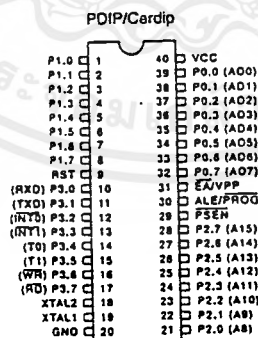 PDIP/Cardip
P1.0 1 40 VCC
P1.1 2 39 P0.0 (AD0)
P1.2 3 38 P0.1 (AD1)
P1.3 4 37 P0.2 (AD2)
P1.4 5 36 P0.3 (AD3)
P1.5 6 35 P0.4 (AD4)
P1.6 7 34 P0.5 (AD5)
P1.7 8 33 P0.6 (AD6)
RST 9 32 P0.7 (AD7)
(RXD) P3.0 10 31 EA/VPP
(TXD) P3.1 11 30 ALE/PROG
(INT0) P3.2 12 29 PSEN
(INT1) P3.3 13 28 P2.7 (A15)
(T0) P3.4 14 27 P2.6 (A14)
(T1) P3.5 15 26 P2.5 (A13)
(WR) P3.6 16 25 P2.4 (A12)
(RD) P3.7 17 24 P2.3 (A11)
XTAL2 18 23 P2.2 (A10)
XTAL1 19 22 P2.1 (A9)
GND 20 21 P2.0 (A8)